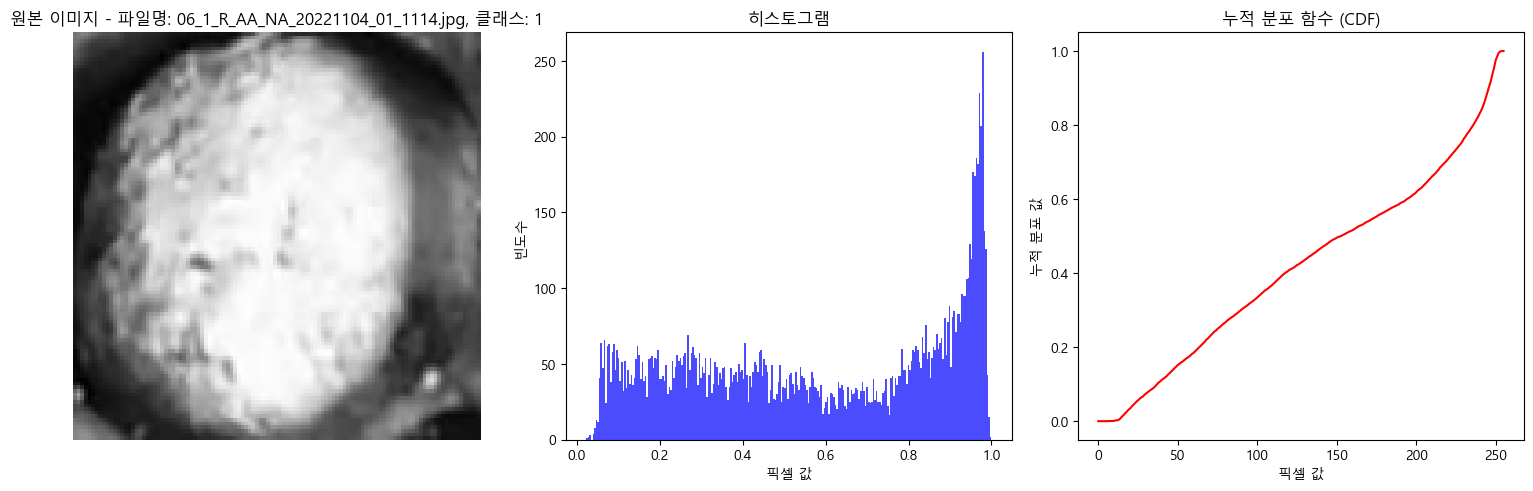 원본 이미지 - 파일명: 06_1_R_AA_NA_20221104_01_1114.jpg, 클래스: 1
히스토그램
빈도수
250
200
150
100
50
0
0.0 0.2 0.4 0.6 0.8 1.0
픽셀 값
누적 분포 함수 (CDF)
누적 분포 값
1.0
0.8
0.6
0.4
0.2
0.0
0 50 100 150 200 250
픽셀 값